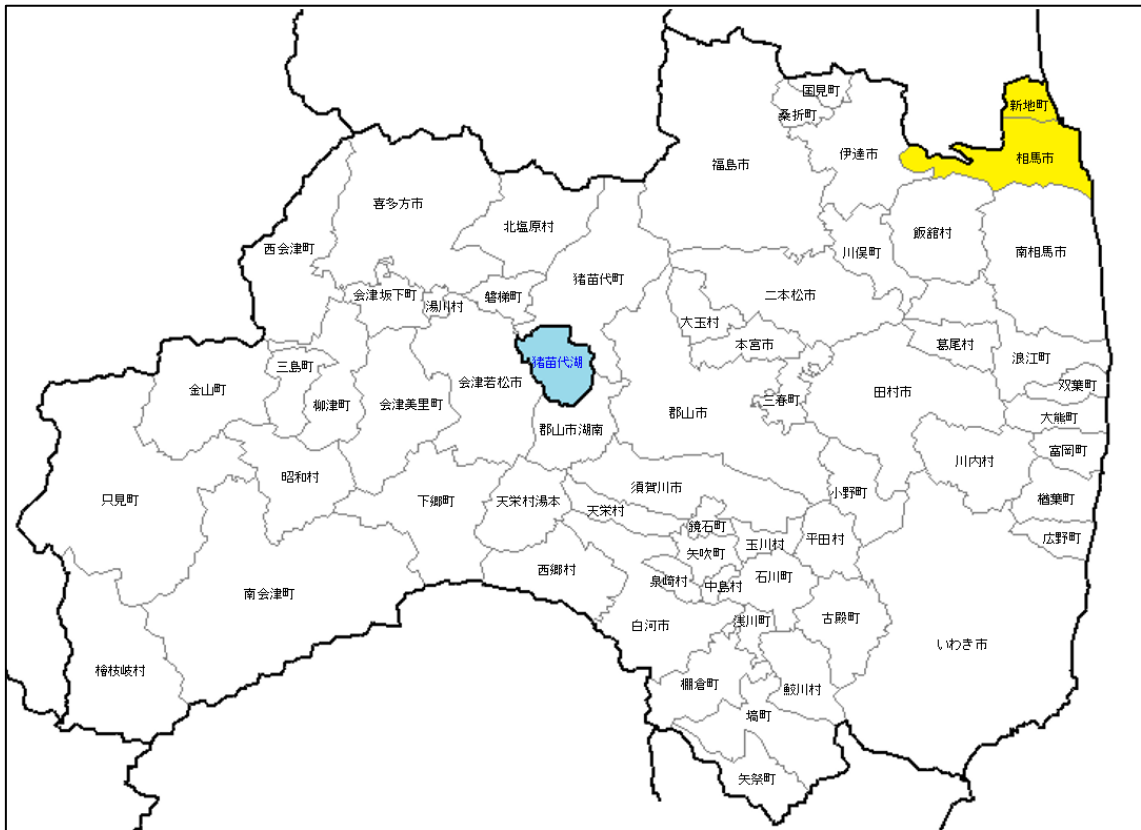 国見町
新地町
桑折町
伊達市
相馬市
福島市
喜多方市
北塩原村
飯舘村
西会津町
川俣町
南相馬市
猪苗代町
会津坂下町
湯川村
磐梯町
二本松市
大玉村
本宮市
葛尾村
浪江町
猪苗代湖
三島町
金山町
会津若松市
双葉町
柳津町
会津美里町
三春町
田村市
郡山市
大熊町
郡山市湖南
富岡町
昭和村
川内村
須賀川市
只見町
下郷町
天栄村湯本
天栄村
小野町
楢葉町
鏡石町
玉川村
平田村
広野町
矢吹町
西郷村
泉崎村
中島村
石川町
南会津町
白河市
浅川町
古殿町
いわき市
檜枝岐村
棚倉町
鮫川村
塙町
矢祭町